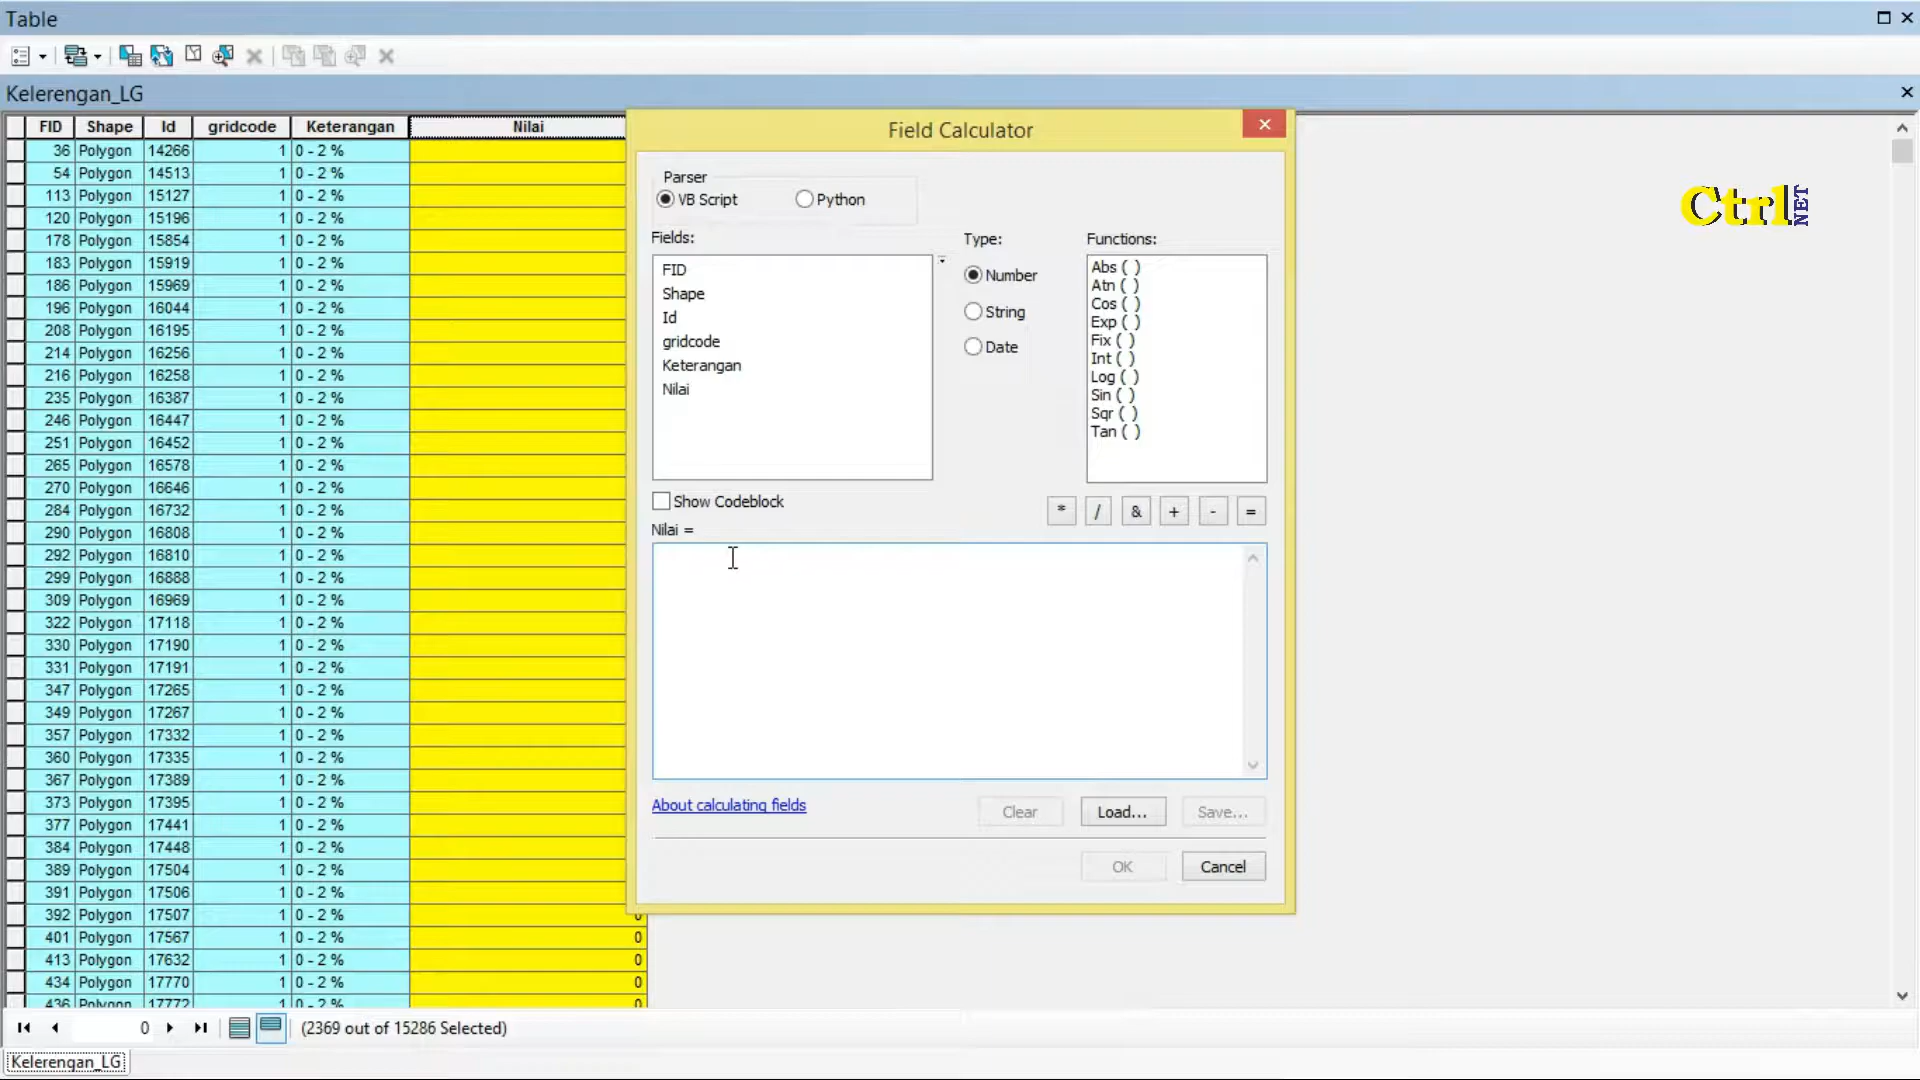 Table
Kelerengan_LG
FID Shape Id gridcode Keterangan Nilai
36 Polygon 14266 1 0 - 2 %
54 Polygon 14513 1 0 - 2 %
113 Polygon 15127 1 0 - 2 %
120 Polygon 15196 1 0 - 2 %
178 Polygon 15854 1 0 - 2 %
183 Polygon 15919 1 0 - 2 %
186 Polygon 15969 1 0 - 2 %
196 Polygon 16044 1 0 - 2 %
208 Polygon 16195 1 0 - 2 %
214 Polygon 16256 1 0 - 2 %
216 Polygon 16258 1 0 - 2 %
235 Polygon 16387 1 0 - 2 %
246 Polygon 16447 1 0 - 2 %
251 Polygon 16452 1 0 - 2 %
265 Polygon 16578 1 0 - 2 %
270 Polygon 16646 1 0 - 2 %
284 Polygon 16732 1 0 - 2 %
290 Polygon 16808 1 0 - 2 %
292 Polygon 16810 1 0 - 2 %
299 Polygon 16888 1 0 - 2 %
309 Polygon 16969 1 0 - 2 %
322 Polygon 17118 1 0 - 2 %
330 Polygon 17190 1 0 - 2 %
331 Polygon 17191 1 0 - 2 %
347 Polygon 17265 1 0 - 2 %
349 Polygon 17267 1 0 - 2 %
357 Polygon 17332 1 0 - 2 %
360 Polygon 17335 1 0 - 2 %
367 Polygon 17389 1 0 - 2 %
373 Polygon 17395 1 0 - 2 %
377 Polygon 17441 1 0 - 2 %
384 Polygon 17448 1 0 - 2 %
389 Polygon 17504 1 0 - 2 %
391 Polygon 17506 1 0 - 2 %
392 Polygon 17507 1 0 - 2 % 0
401 Polygon 17567 1 0 - 2 % 0
413 Polygon 17632 1 0 - 2 % 0
434 Polygon 17770 1 0 - 2 % 0
436 Polygon 17772 1 0 - 2 % 0
0 (2369 out of 15286 Selected)
Kelerengan_LG
Field Calculator
Parser
VB Script Python
Fields: Type: Functions:
FID
Shape
Id
gridcode
Keterangan
Nilai
Number
String
Date
Abs ( )
Atn ( )
Cos ( )
Exp ( )
Fix ( )
Int ( )
Log ( )
Sin ( )
Sqr ( )
Tan ( )
Show Codeblock * / & + - =
Nilai =
About calculating fields Clear Load... Save...
OK Cancel
Ctrl NET